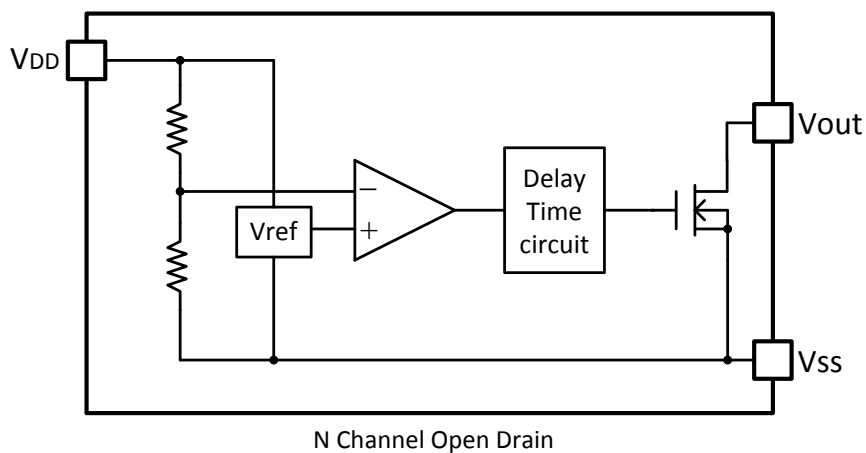 VDD
Vout
Delay
Time
circuit
−
Vref
+
Vss
N Channel Open Drain